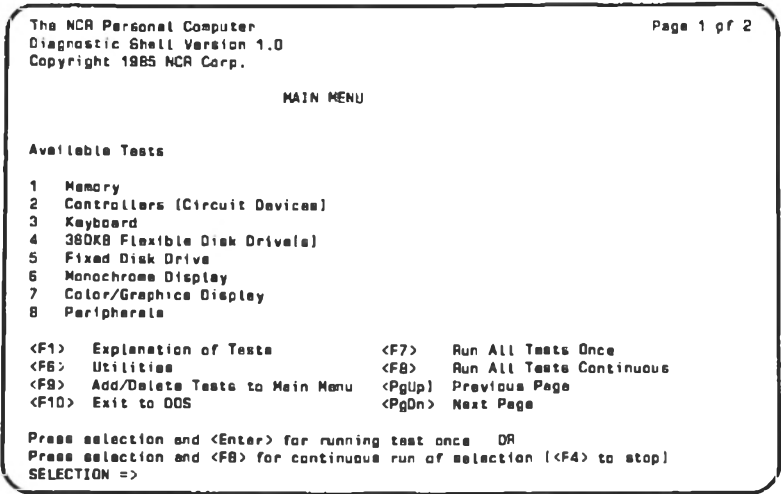 The NCR Personal Computer Page 1 of 2
Diagnostic Shell Version 1.0
Copyright 1985 NCR Corp.
MAIN MENU
Available Tests
1 Memory
2 Controllers (Circuit Devices)
3 Keyboard
4 360KB Flexible Disk Drive(s)
5 Fixed Disk Drive
6 Monochrome Display
7 Color/Graphics Display
8 Peripherals
<F1> Explanation of Tests <F7> Run All Tests Once
<F6> Utilities <F8> Run All Tests Continuous
<F9> Add/Delete Tests to Main Menu <PgUp) Previous Page
<F10> Exit to DOS <PgDn> Next Page
Press selection and <Enter> for running test once OR
Press selection and <F8> for continuous run of selection (<F4> to stop)
SELECTION =>